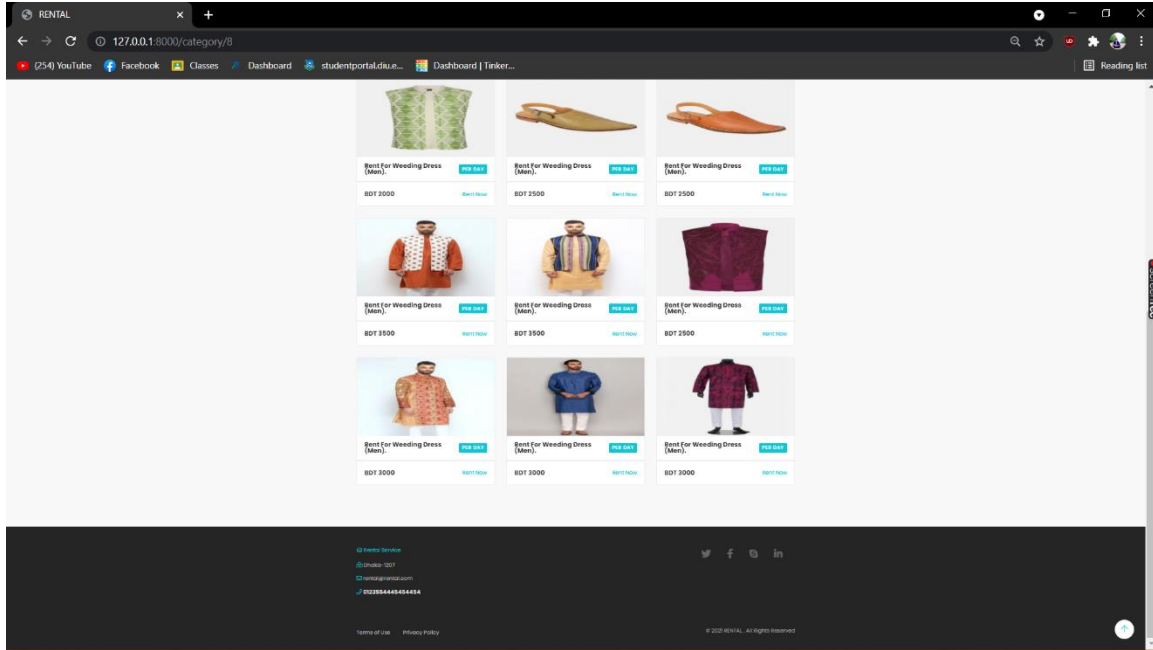 RENTAL
127.0.0.1:8000/category/8
(254) YouTube Facebook Classes Dashboard studentportal.diu.e... Dashboard | Tinker... Reading list
Rent For Weeding Dress (Men). PER DAY
BDT 2000 Rent Now
Rent For Weeding Dress (Men). PER DAY
BDT 2500 Rent Now
Rent For Weeding Dress (Men). PER DAY
BDT 2500 Rent Now
Rent For Weeding Dress (Men). PER DAY
BDT 3500 Rent Now
Rent For Weeding Dress (Men). PER DAY
BDT 3500 Rent Now
Rent For Weeding Dress (Men). PER DAY
BDT 2500 Rent Now
Rent For Weeding Dress (Men). PER DAY
BDT 3000 Rent Now
Rent For Weeding Dress (Men). PER DAY
BDT 3000 Rent Now
Rent For Weeding Dress (Men). PER DAY
BDT 3000 Rent Now
Rental Service
Dhaka-1207
rental@rental.com
Terms of Use Privacy Policy
© 2021 RENTAL . All Rights Reserved